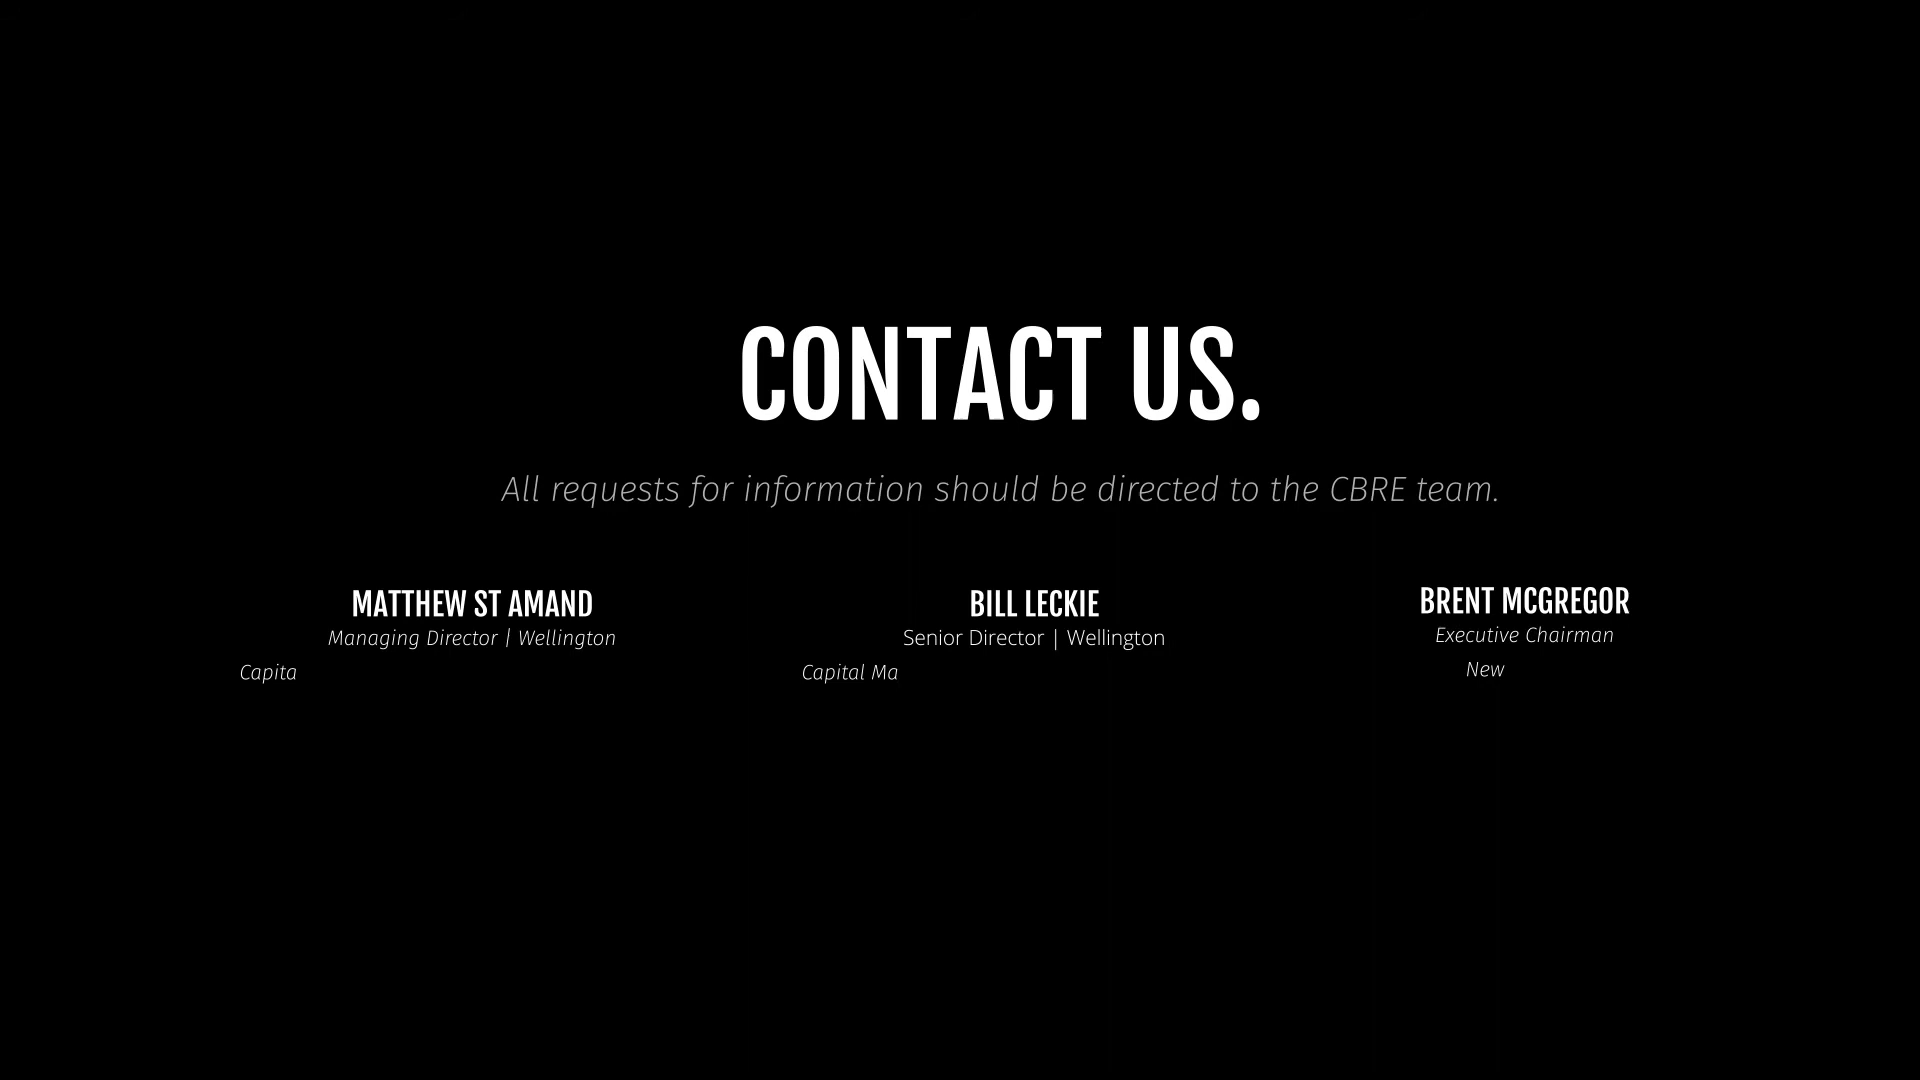 CONTACT US.
All requests for information should be directed to the CBRE team.
MATTHEW ST AMAND
Managing Director | Wellington
Capita
BILL LECKIE
Senior Director | Wellington
Capital Ma
BRENT MCGREGOR
Executive Chairman
New